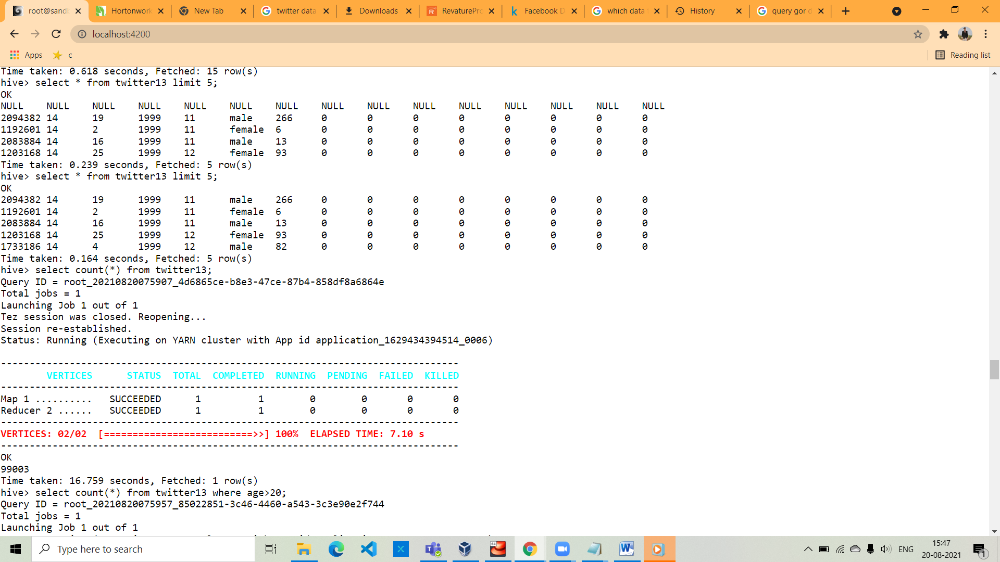 root@sandl
Hortonwork
New Tab
twitter data
Downloads
RevaturePro
Facebook D
which data
History
query gor d
localhost:4200
Apps
c
Reading list
Time taken: 0.618 seconds, Fetched: 15 row(s)
hive> select * from twitter13 limit 5;
OK
NULL NULL NULL NULL NULL NULL NULL NULL NULL NULL NULL NULL NULL NULL NULL
2094382 14 19 1999 11 male 266 0 0 0 0 0 0 0 0
1192601 14 2 1999 11 female 6 0 0 0 0 0 0 0 0
2083884 14 16 1999 11 male 13 0 0 0 0 0 0 0 0
1203168 14 25 1999 12 female 93 0 0 0 0 0 0 0 0
Time taken: 0.239 seconds, Fetched: 5 row(s)
hive> select * from twitter13 limit 5;
OK
2094382 14 19 1999 11 male 266 0 0 0 0 0 0 0 0
1192601 14 2 1999 11 female 6 0 0 0 0 0 0 0 0
2083884 14 16 1999 11 male 13 0 0 0 0 0 0 0 0
1203168 14 25 1999 12 female 93 0 0 0 0 0 0 0 0
1733186 14 4 1999 12 male 82 0 0 0 0 0 0 0 0
Time taken: 0.164 seconds, Fetched: 5 row(s)
hive> select count(*) from twitter13;
Query ID = root_20210820075907_4d6865ce-b8e3-47ce-87b4-858df8a6864e
Total jobs = 1
Launching Job 1 out of 1
Tez session was closed. Reopening...
Session re-established.
Status: Running (Executing on YARN cluster with App id application_1629434394514_0006)
--------------------------------------------------------------------------------
VERTICES STATUS TOTAL COMPLETED RUNNING PENDING FAILED KILLED
--------------------------------------------------------------------------------
Map 1 .......... SUCCEEDED 1 1 0 0 0 0
Reducer 2 ...... SUCCEEDED 1 1 0 0 0 0
--------------------------------------------------------------------------------
VERTICES: 02/02 [==========================>>] 100% ELAPSED TIME: 7.10 s
--------------------------------------------------------------------------------
OK
99003
Time taken: 16.759 seconds, Fetched: 1 row(s)
hive> select count(*) from twitter13 where age>20;
Query ID = root_20210820075957_85022851-3c46-4460-a543-3c3e90e2f744
Total jobs = 1
Launching Job 1 out of 1
Type here to search
ENG
15:47
20-08-2021
1